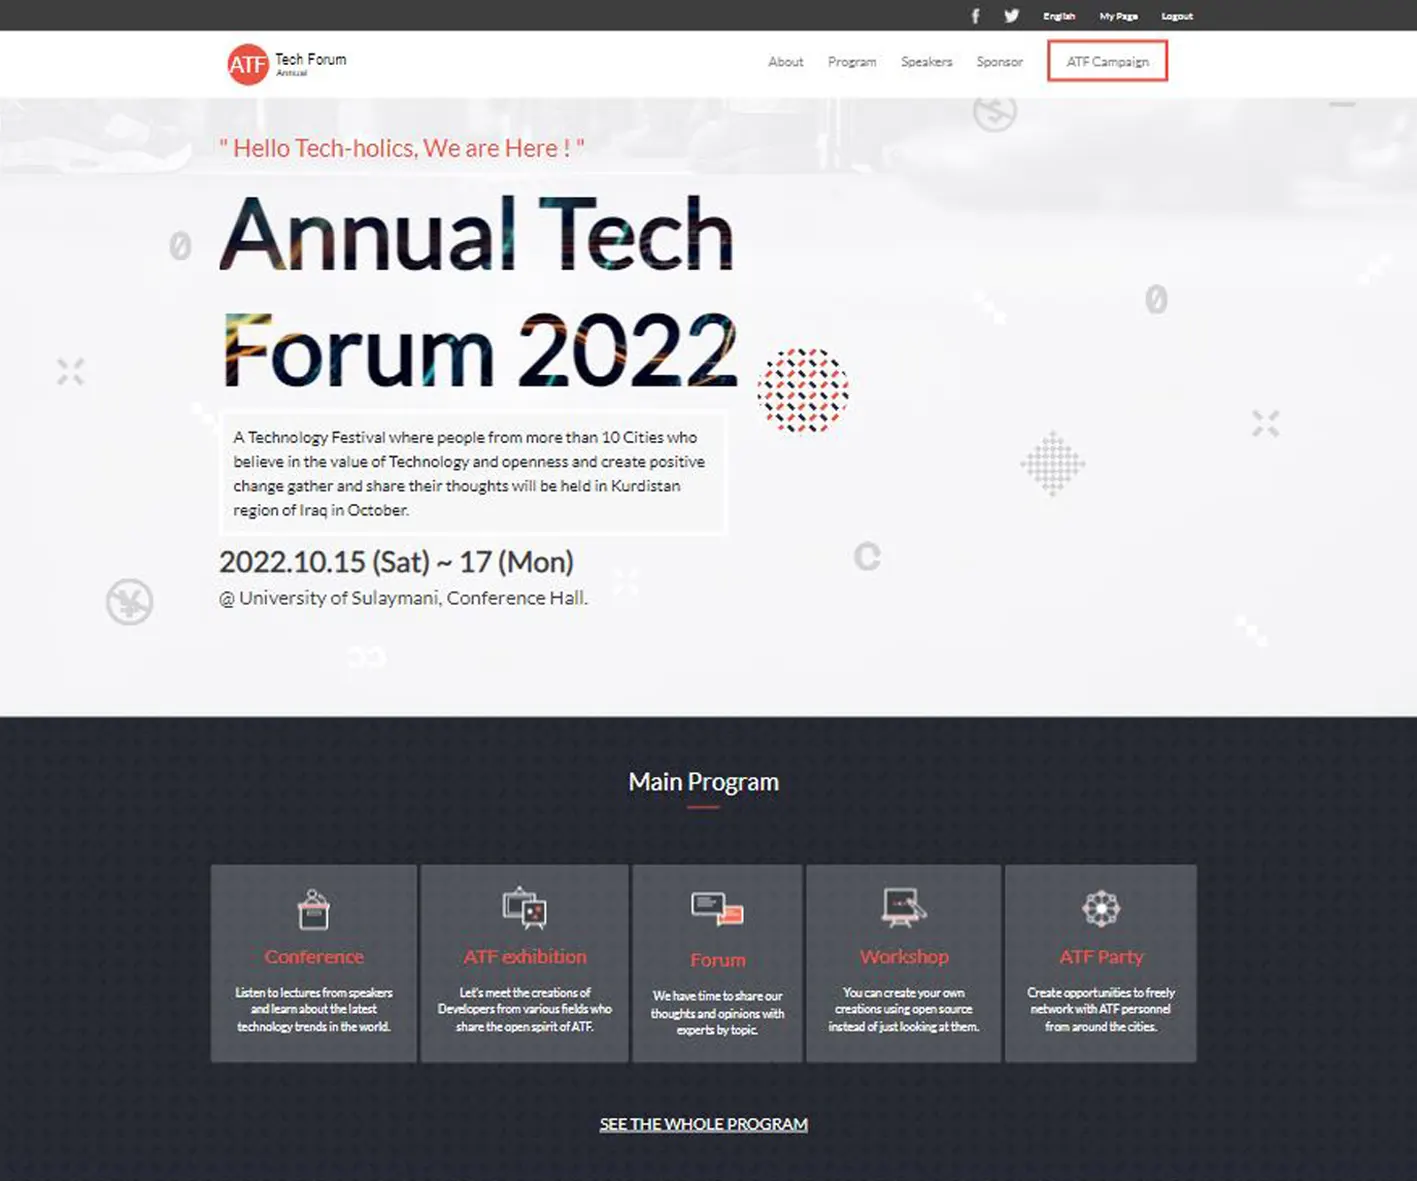 English My Page Logout
ATF Tech Forum
Annual
About Program Speakers Sponsor ATF Campaign
" Hello Tech-holics, We are Here ! "
Annual Tech
Forum 2022
A Technology Festival where people from more than 10 Cities who
believe in the value of Technology and openness and create positive
change gather and share their thoughts will be held in Kurdistan
region of Iraq in October.
2022.10.15 (Sat) ~ 17 (Mon)
@ University of Sulaymani, Conference Hall.
Main Program
Conference
Listen to lectures from speakers
and learn about the latest
technology trends in the world.
ATF exhibition
Let's meet the creations of
Developers from various fields who
share the open spirit of ATF.
Forum
We have time to share our
thoughts and opinions with
experts by topic.
Workshop
You can create your own
creations using open source
instead of just looking at them.
ATF Party
Create opportunities to freely
network with ATF personnel
from around the cities.
SEE THE WHOLE PROGRAM